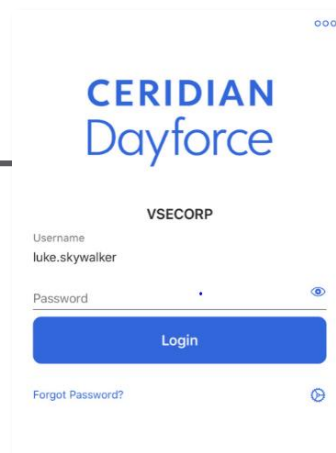 CERIDIAN
Dayforce
VSECORP
Username
luke.skywalker
Password
Login
Forgot Password?